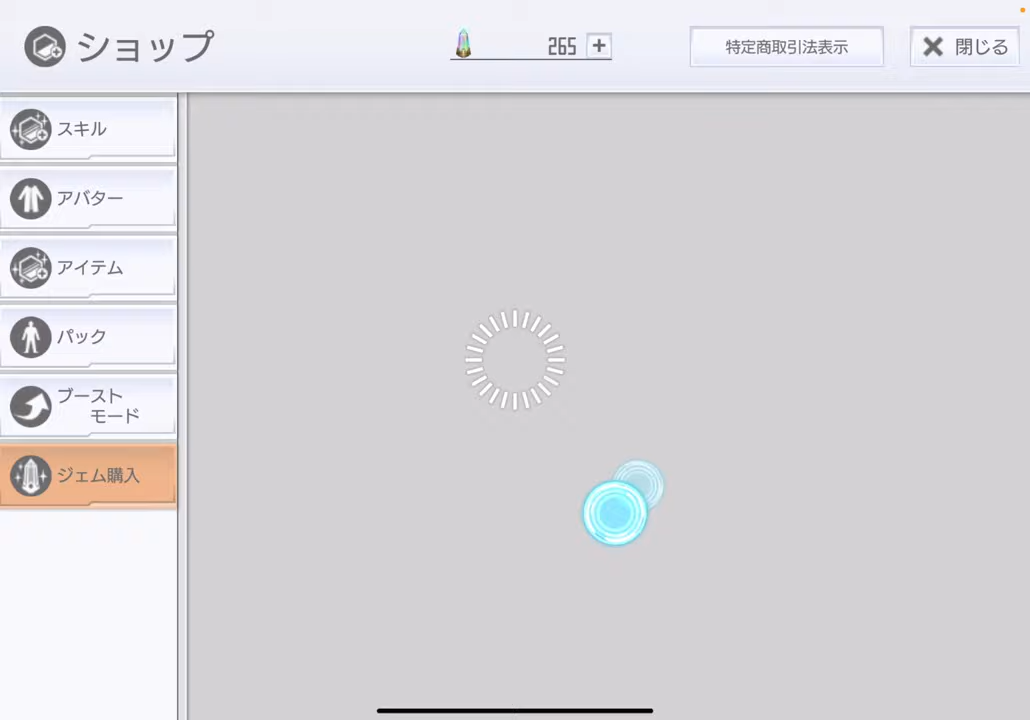 ショップ
265
特定商取引法表示
閉じる
スキル
アバター
アイテム
パック
ブースト
モード
ジェム購入